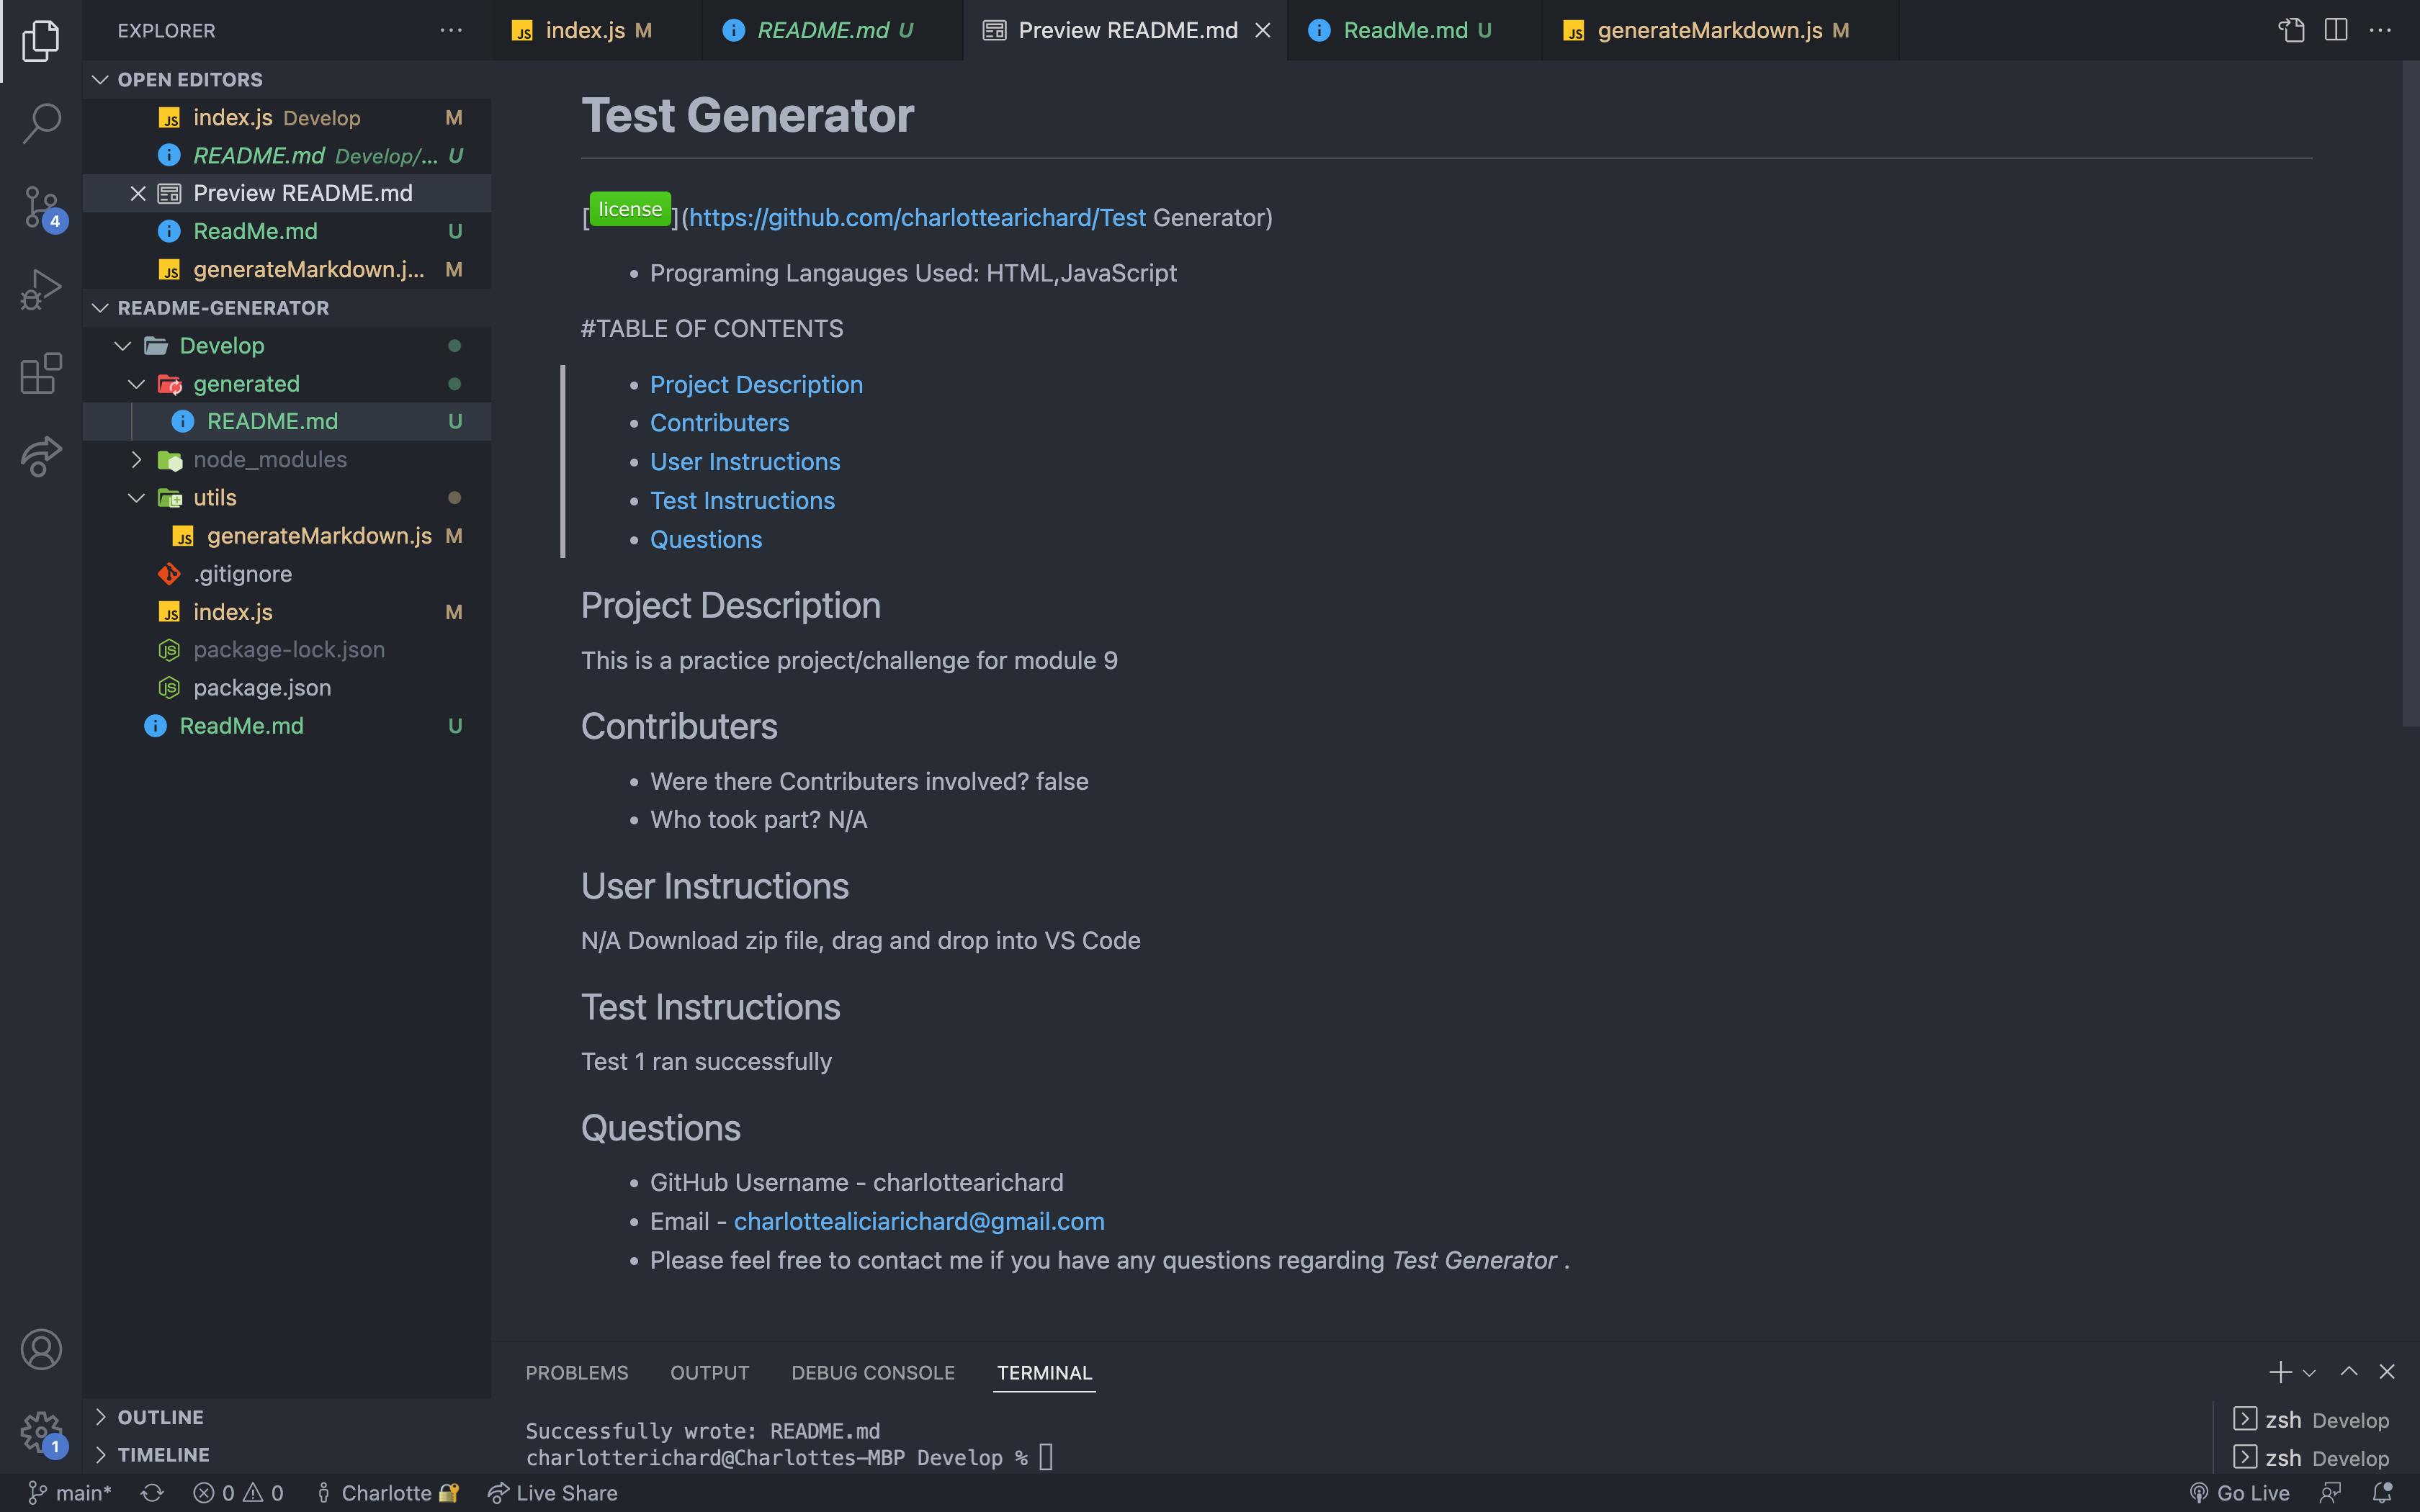 EXPLORER
index.js M
README.md U
Preview README.md
ReadMe.md U
generateMarkdown.js M
OPEN EDITORS
index.js Develop M
README.md Develop/... U
Preview README.md
ReadMe.md U
generateMarkdown.j... M
README-GENERATOR
Develop
generated
README.md U
node_modules
utils
generateMarkdown.js M
.gitignore
index.js M
package-lock.json
package.json
ReadMe.md U
OUTLINE
TIMELINE
4
1
Test Generator
[license](https://github.com/charlottearichard/Test Generator)
• Programing Langauges Used: HTML,JavaScript
#TABLE OF CONTENTS
• Project Description
• Contributers
• User Instructions
• Test Instructions
• Questions
Project Description
This is a practice project/challenge for module 9
Contributers
• Were there Contributers involved? false
• Who took part? N/A
User Instructions
N/A Download zip file, drag and drop into VS Code
Test Instructions
Test 1 ran successfully
Questions
• GitHub Username - charlottearichard
• Email - charlottealiciarichard@gmail.com
• Please feel free to contact me if you have any questions regarding Test Generator .
PROBLEMS OUTPUT DEBUG CONSOLE TERMINAL
Successfully wrote: README.md
charlotterichard@Charlottes-MBP Develop %
zsh Develop
zsh Develop
main* 0 0 Charlotte Live Share Go Live